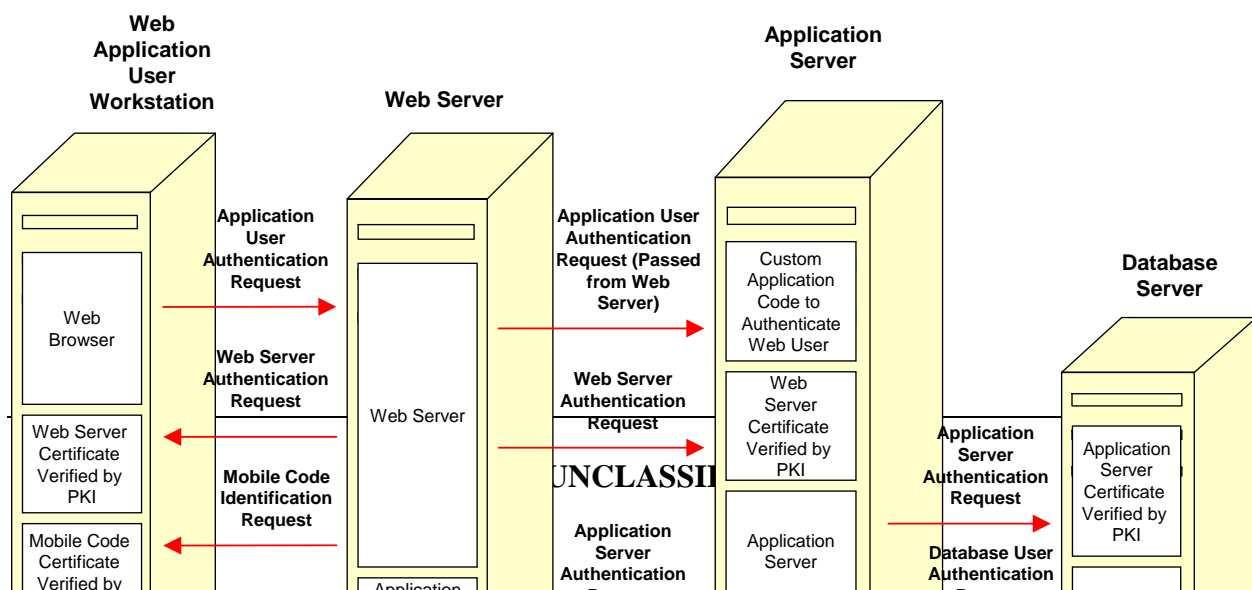 Web
Application
User
Workstation
Web Server
Application
Server
Database
Server
Application
User
Authentication
Request
Application User
Authentication
Request (Passed
from Web
Server)
Web
Browser
Custom
Application
Code to
Authenticate
Web User
Web Server
Authentication
Request
Web Server
Web Server
Authentication
Request
Web
Server
Certificate
Verified by
PKI
Web Server
Certificate
Verified by
PKI
Application
Server
Authentication
Request
Application
Server
Certificate
Verified by
PKI
Mobile Code
Identification
Request
UNCLASSI
Mobile Code
Certificate
Verified by
Application
Server
Authentication
Application
Server
Database User
Authentication
Application